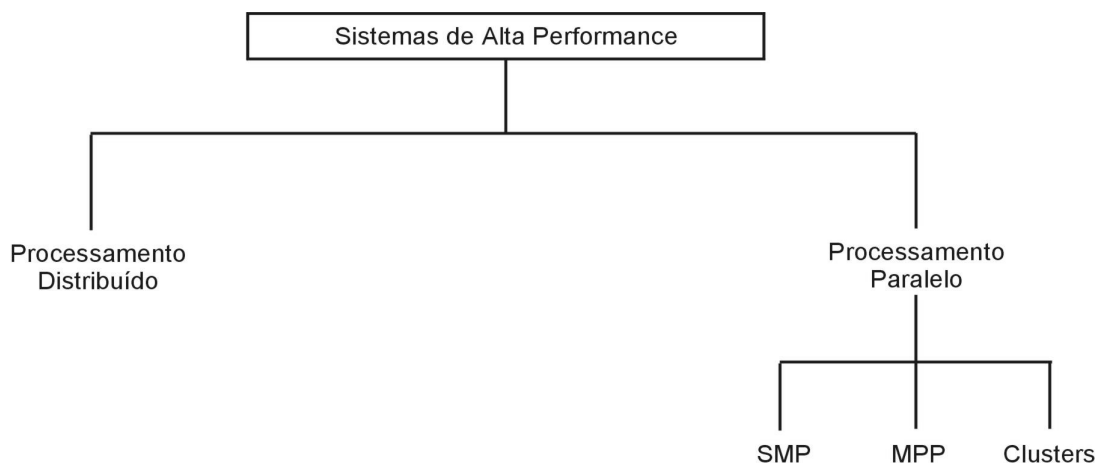 Sistemas de Alta Performance
Processamento
Distribuído
Processamento
Paralelo
SMP
MPP
Clusters